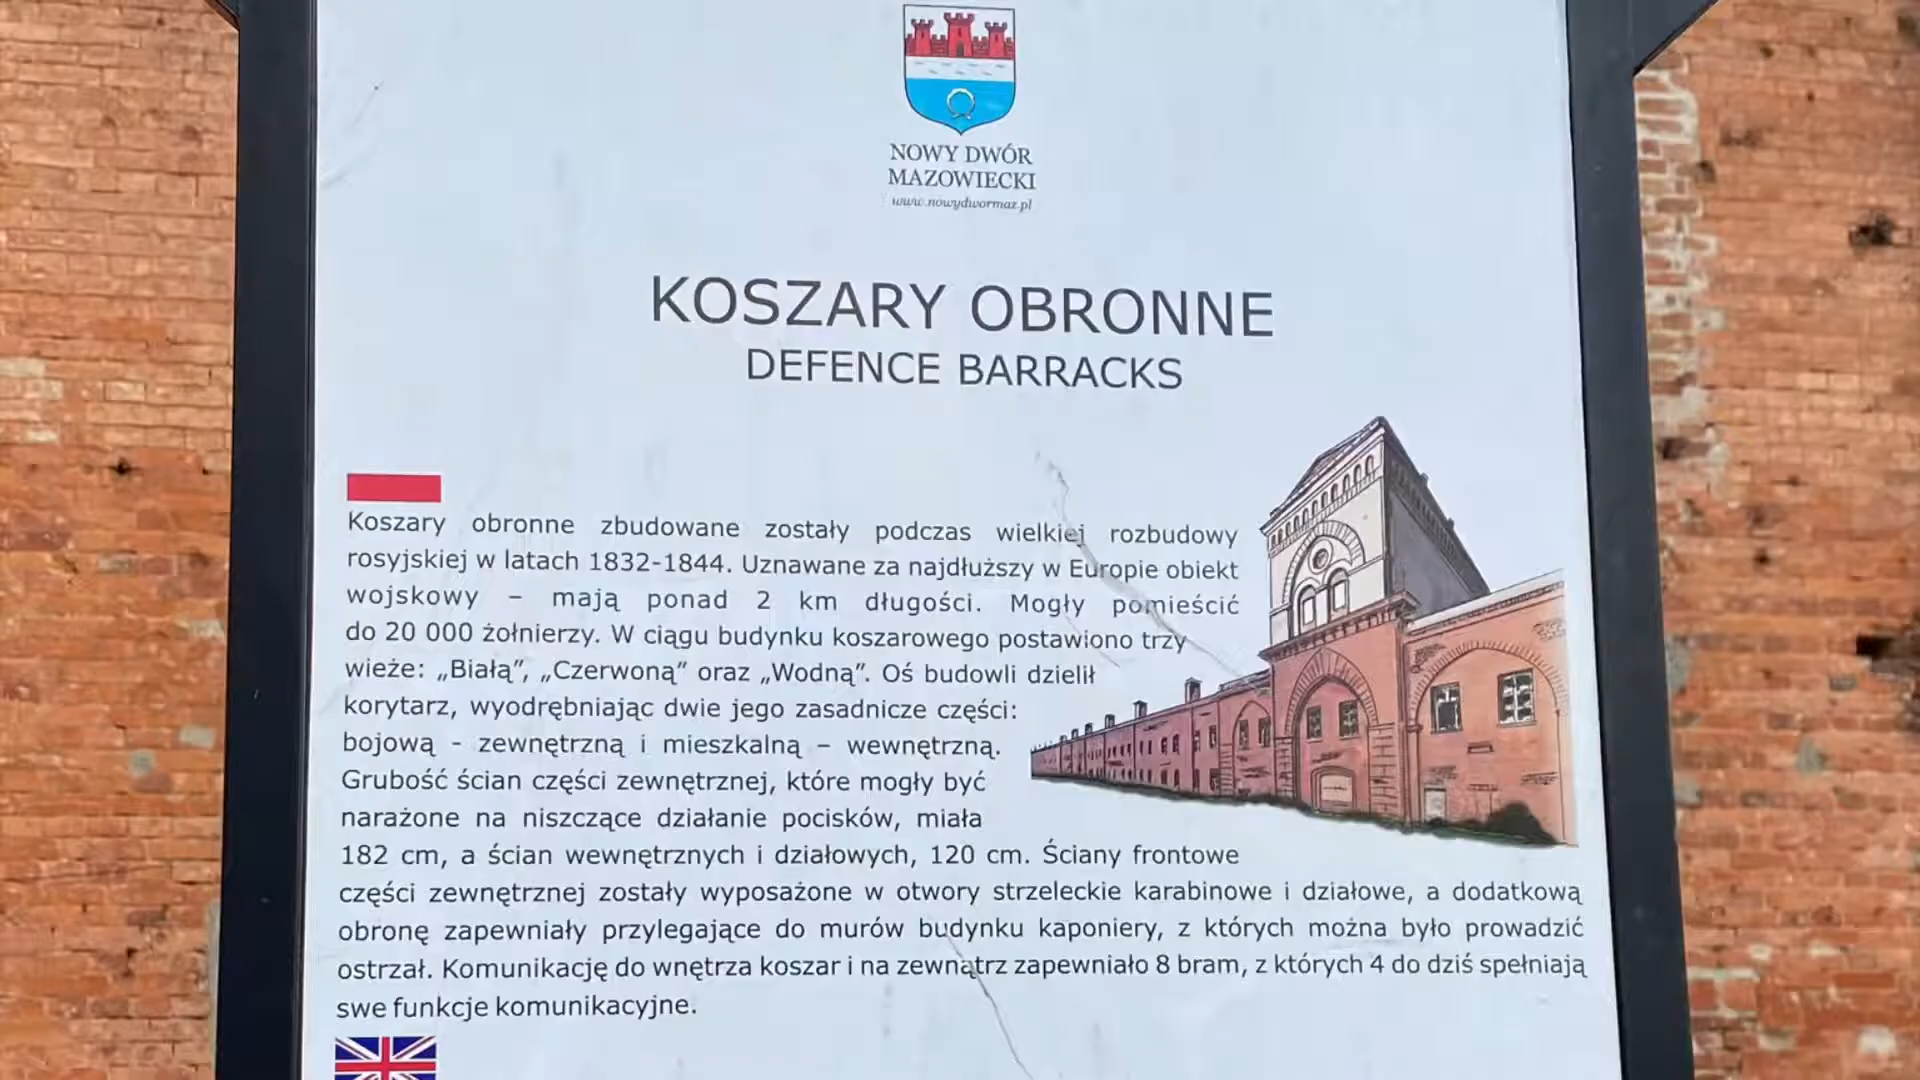 NOWY DWÓR
MAZOWIECKI
www.nowydwormaz.pl
KOSZARY OBRONNE
DEFENCE BARRACKS
Koszary obronne zbudowane zostały podczas wielkiej rozbudowy
rosyjskiej w latach 1832-1844. Uznawane za najdłuższy w Europie obiekt
wojskowy – mają ponad 2 km długości. Mogły pomieścić
do 20 000 żołnierzy. W ciągu budynku koszarowego postawiono trzy
wieże: „Białą”, „Czerwoną” oraz „Wodną”. Oś budowli dzielił
korytarz, wyodrębniając dwie jego zasadnicze części:
bojową - zewnętrzną i mieszkalną – wewnętrzną.
Grubość ścian części zewnętrznej, które mogły być
narażone na niszczące działanie pocisków, miała
182 cm, a ścian wewnętrznych i działowych, 120 cm. Ściany frontowe
części zewnętrznej zostały wyposażone w otwory strzeleckie karabinowe i działowe, a dodatkową
obronę zapewniały przylegające do murów budynku kaponiery, z których można było prowadzić
ostrzał. Komunikację do wnętrza koszar i na zewnątrz zapewniało 8 bram, z których 4 do dziś spełniają
swe funkcje komunikacyjne.